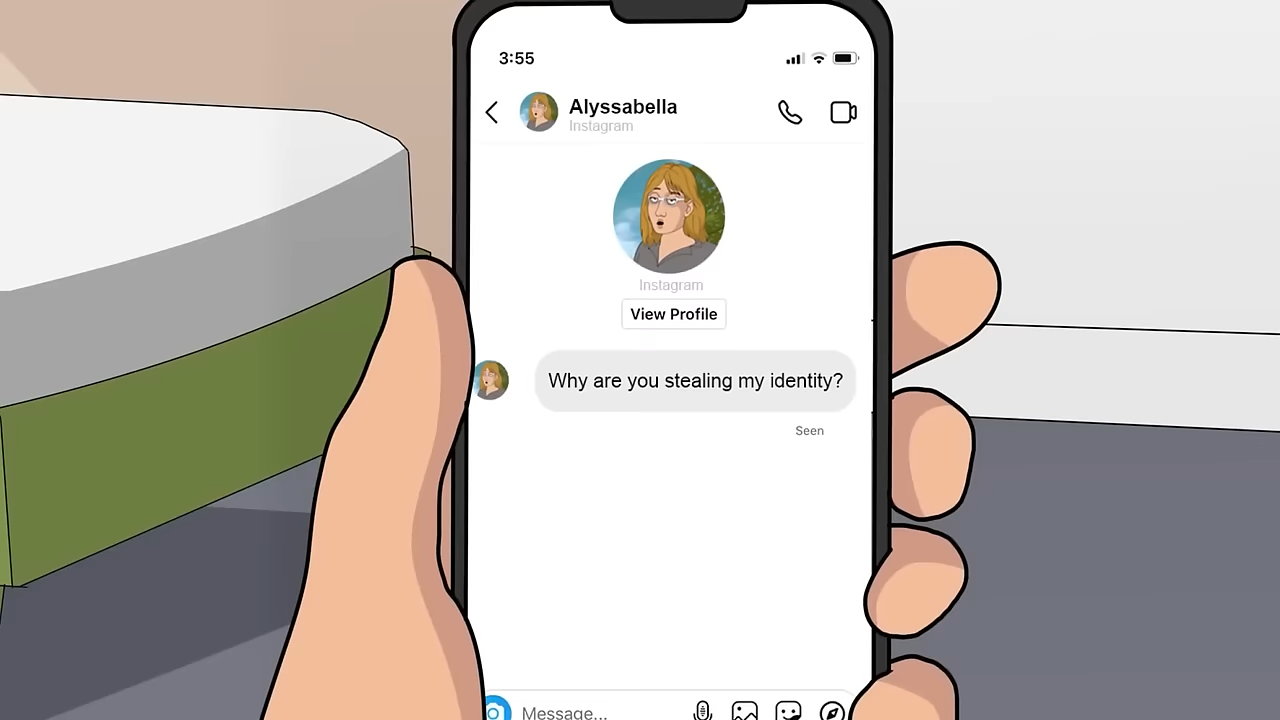 3:55
Alyssabella
Instagram
Instagram
View Profile
Why are you stealing my identity?
Seen
Message...